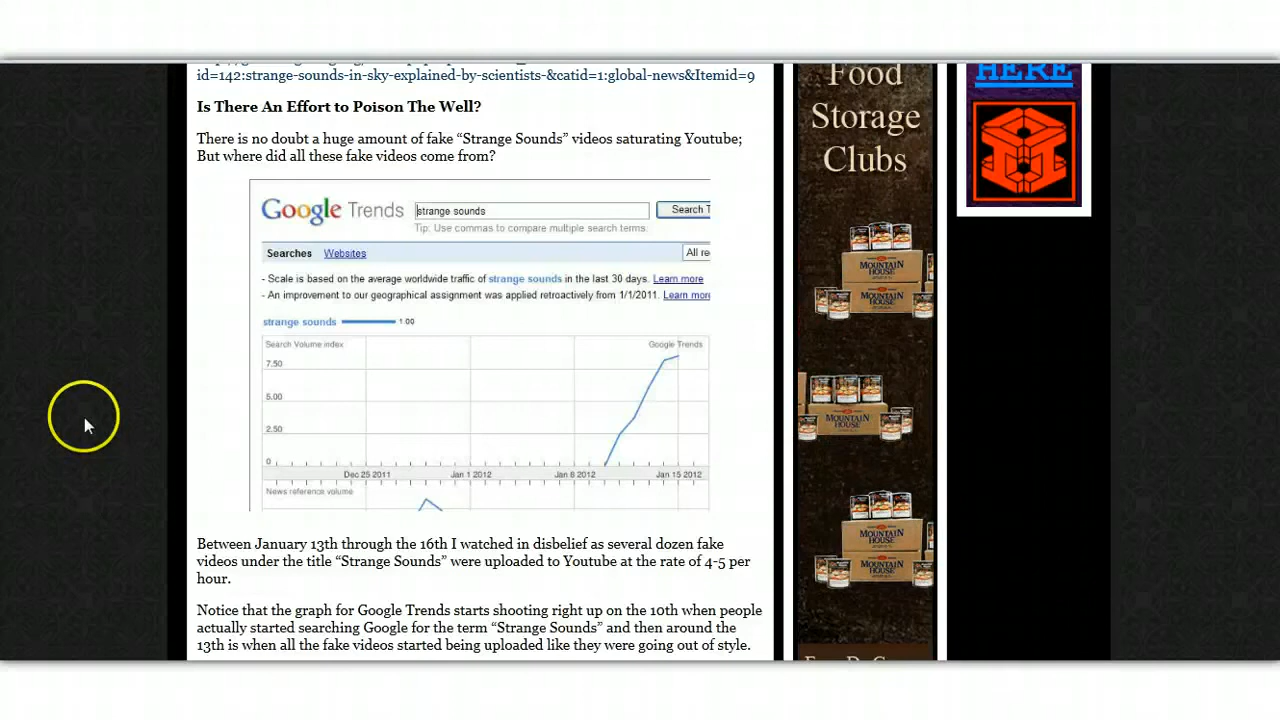 id=142:strange-sounds-in-sky-explained-by-scientists-&catid=1:global-news&Itemid=9
Is There An Effort to Poison The Well?
There is no doubt a huge amount of fake “Strange Sounds” videos saturating Youtube;
But where did all these fake videos come from?
Google Trends
strange sounds
Search T
Tip: Use commas to compare multiple search terms.
Searches Websites
All re
- Scale is based on the average worldwide traffic of strange sounds in the last 30 days. Learn more
- An improvement to our geographical assignment was applied retroactively from 1/1/2011. Learn more
strange sounds 1.00
Search Volume index
Google Trends
7.50
5.00
2.50
0
Dec 25 2011 Jan 1 2012 Jan 8 2012 Jan 15 2012
News reference volume
Between January 13th through the 16th I watched in disbelief as several dozen fake
videos under the title “Strange Sounds” were uploaded to Youtube at the rate of 4-5 per
hour.
Notice that the graph for Google Trends starts shooting right up on the 10th when people
actually started searching Google for the term “Strange Sounds” and then around the
13th is when all the fake videos started being uploaded like they were going out of style.
Food
Storage
Clubs
MOUNTAIN
HOUSE
MOUNTAIN
HOUSE
MOUNTAIN
HOUSE
MOUNTAIN
HOUSE
MOUNTAIN
HOUSE
HERE